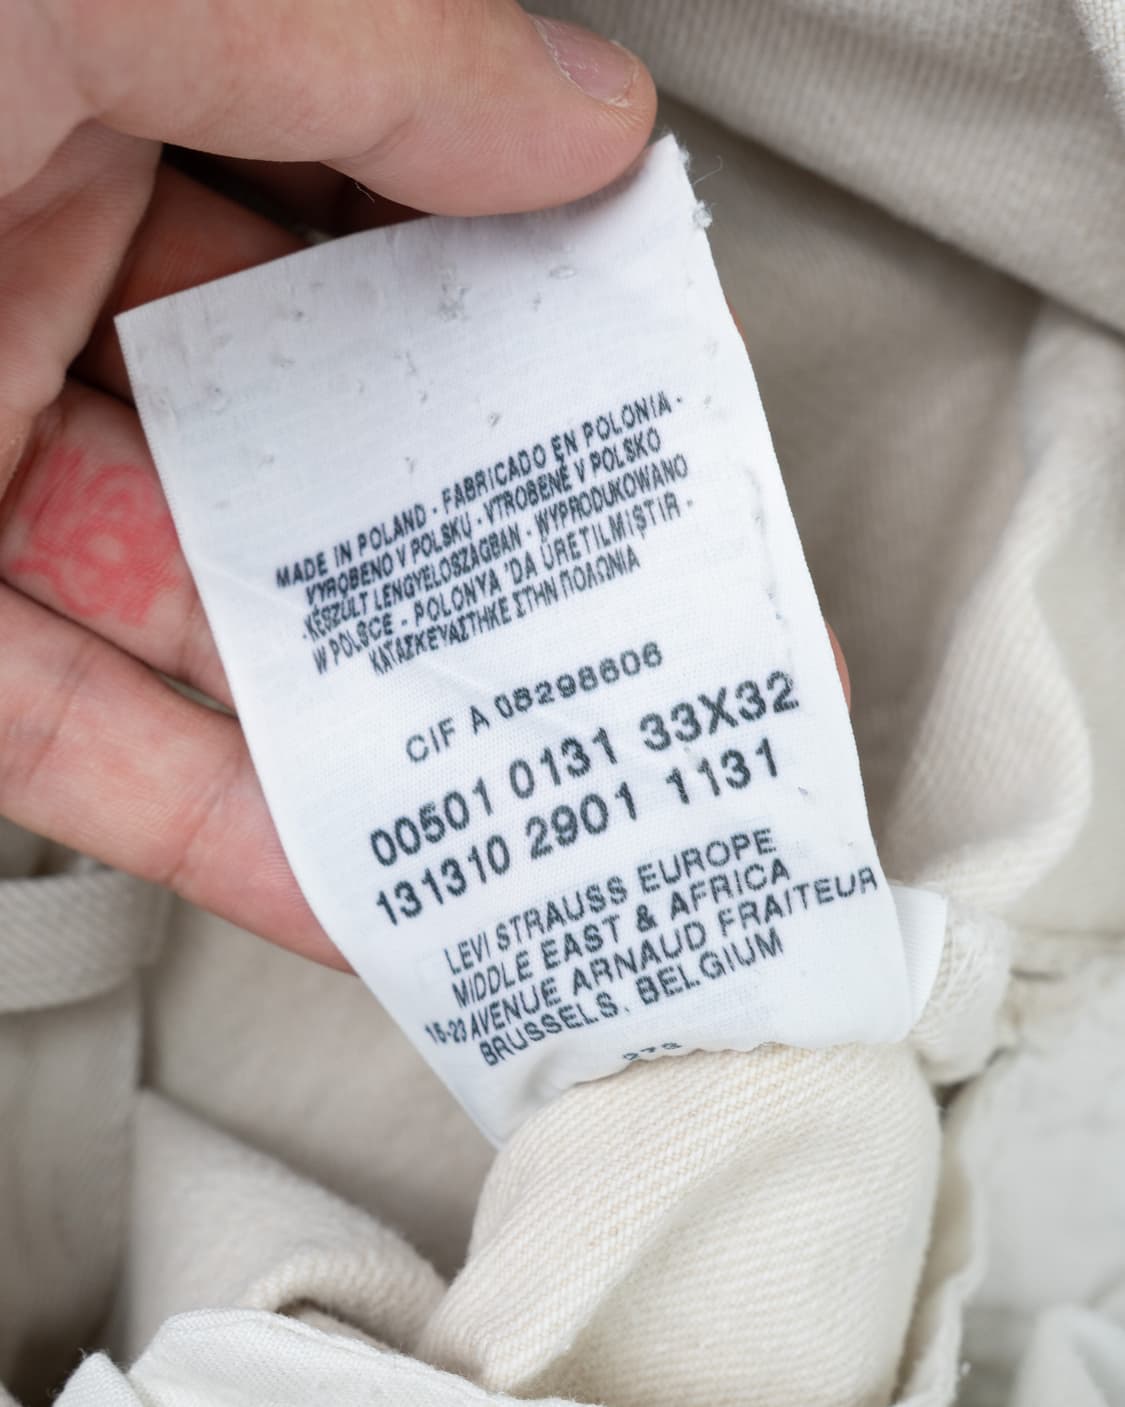 MADE IN POLAND · FABRICADO EN POLONIA ·
VYROBENO V POLSKU · VYROBENÉ V POLSKO
·KÉSZÜLT LENGYELOSZÁGBAN · WYPRODUKOWANO
W POLSCE · POLONYA 'DA ÜRETILMIŞTIR ·
ΚΑΤΑΣΚΕΥΑΣΤΗΚΕ ΣΤΗΝ ΠΟΛΩΝΙΑ
CIF A 08298606
00501 0131 33X32
131310 2901 1131
LEVI STRAUSS EUROPE
MIDDLE EAST & AFRICA
15-23 AVENUE ARNAUD FRAITEUR
BRUSSELS, BELGIUM